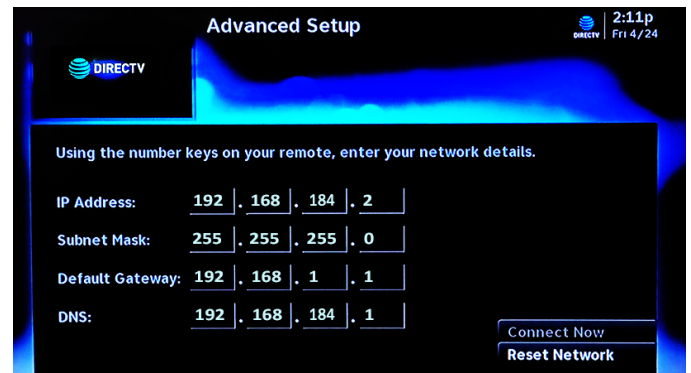 Advanced Setup
DIRECTV
2:11p
Fri 4/24
DIRECTV
Using the number keys on your remote, enter your network details.
IP Address: 192 . 168 . 184 . 2
Subnet Mask: 255 . 255 . 255 . 0
Default Gateway: 192 . 168 . 1 . 1
DNS: 192 . 168 . 184 . 1
Connect Now
Reset Network